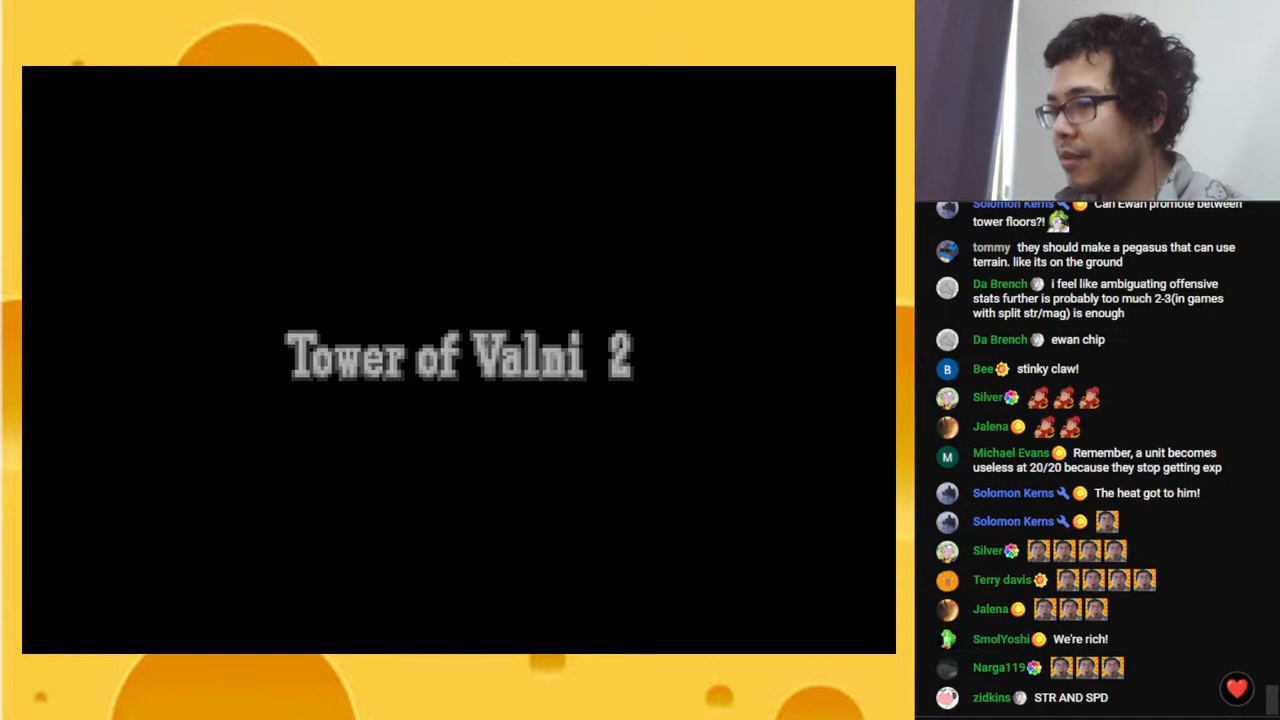 Tower of Valni 2
Solomon Kerns Can Ewan promote between
tower floors?!
tommy they should make a pegasus that can use
terrain. like its on the ground
Da Brench i feel like ambiguating offensive
stats further is probably too much 2-3(in games
with split str/mag) is enough
Da Brench ewan chip
Bee stinky claw!
Silver
Jalena
Michael Evans Remember, a unit becomes
useless at 20/20 because they stop getting exp
Solomon Kerns The heat got to him!
Solomon Kerns
Silver
Terry davis
Jalena
SmolYoshi We're rich!
Narga119
zidkins STR AND SPD
B
M